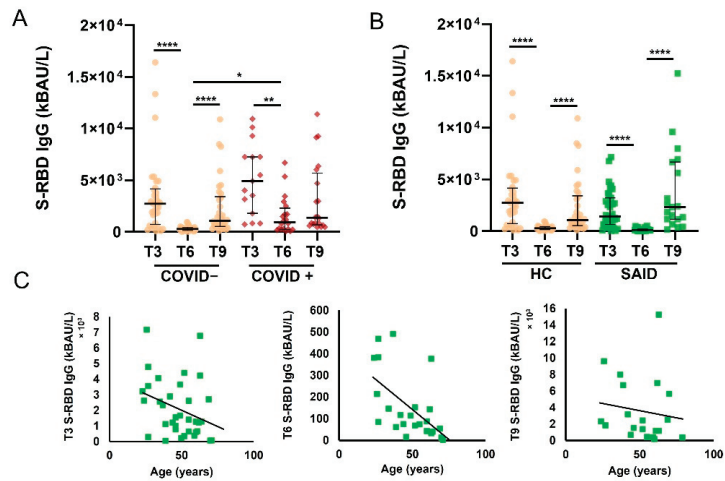 A
B
S-RBD IgG (kBAU/L)
2×10⁴
1.5×10⁴
1×10⁴
5×10³
0
****
*
****
**
T3 T6 T9 T3 T6 T9
COVID− COVID +
S-RBD IgG (kBAU/L)
2×10⁴
1.5×10⁴
1×10⁴
5×10³
0
****
****
****
****
T3 T6 T9 T3 T6 T9
HC SAID
C
T3 S-RBD IgG (kBAU/L)
× 10³
8
7
6
5
4
3
2
1
0
0 50 100
Age (years)
T6 S-RBD IgG (kBAU/L)
600
500
400
300
200
100
0
0 50 100
Age (years)
T9 S-RBD IgG (kBAU/L)
× 10³
16
14
12
10
8
6
4
2
0
0 50 100
Age (years)